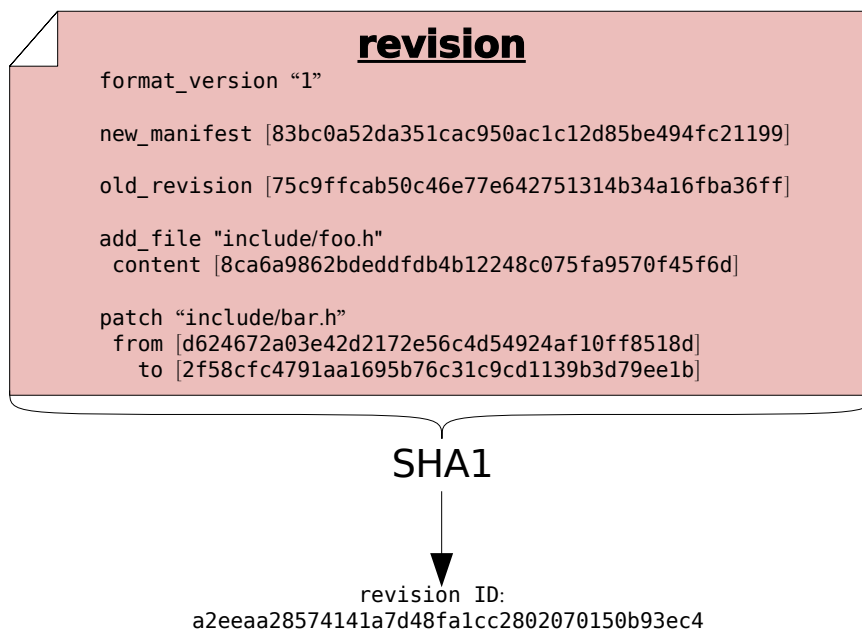 revision
format_version “1”
new_manifest [83bc0a52da351cac950ac1c12d85be494fc21199]
old_revision [75c9ffcab50c46e77e642751314b34a16fba36ff]
add_file "include/foo.h"
content [8ca6a9862bdeddfdb4b12248c075fa9570f45f6d]
patch “include/bar.h”
from [d624672a03e42d2172e56c4d54924af10ff8518d]
to [2f58cfc4791aa1695b76c31c9cd1139b3d79ee1b]
SHA1
revision ID:
a2eeaa28574141a7d48fa1cc2802070150b93ec4